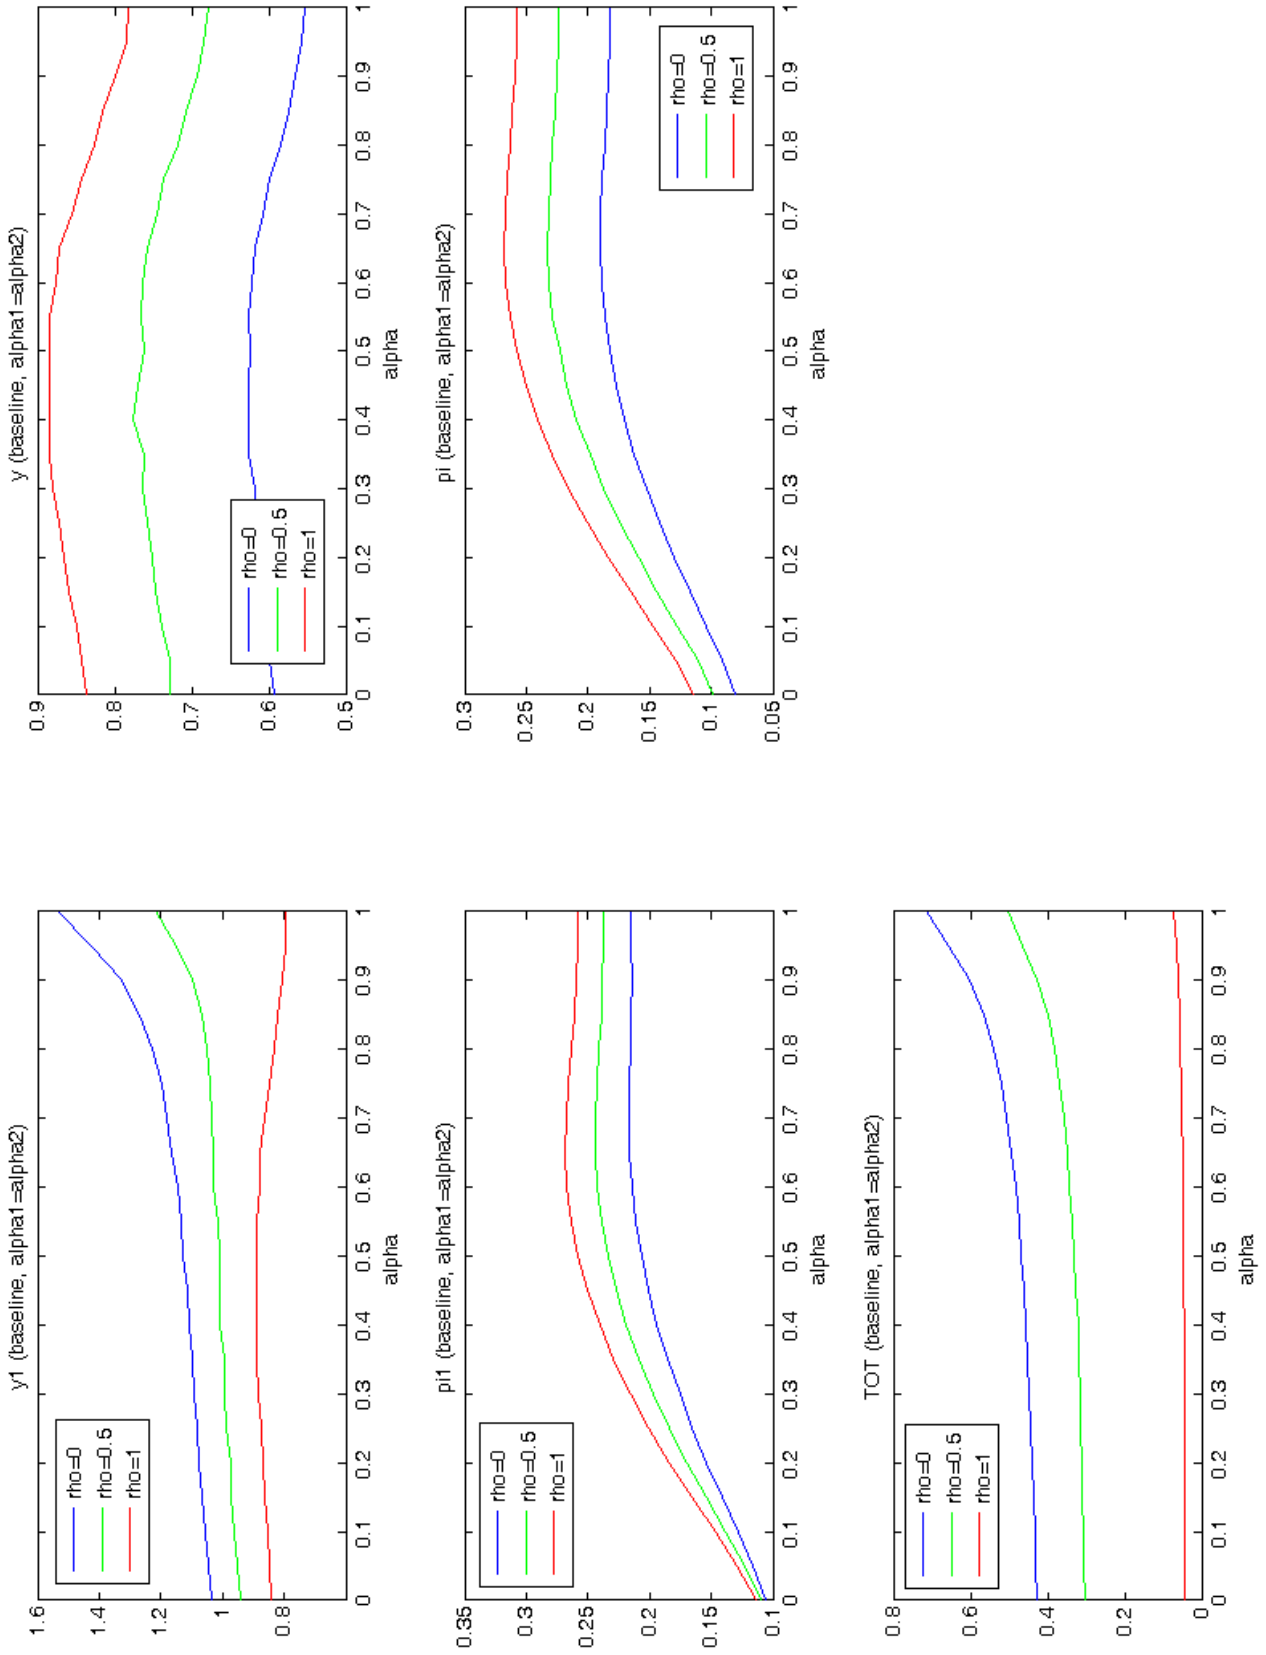 y1 (baseline, alpha1=alpha2)
1.6
1.4
1.2
1
0.8
rho=0
rho=0.5
rho=1
0 0.1 0.2 0.3 0.4 0.5 0.6 0.7 0.8 0.9 1
alpha
y (baseline, alpha1=alpha2)
0.9
0.8
0.7
0.6
0.5
rho=0
rho=0.5
rho=1
0 0.1 0.2 0.3 0.4 0.5 0.6 0.7 0.8 0.9 1
alpha
pi1 (baseline, alpha1=alpha2)
0.35
0.3
0.25
0.2
0.15
0.1
rho=0
rho=0.5
rho=1
0 0.1 0.2 0.3 0.4 0.5 0.6 0.7 0.8 0.9 1
alpha
pi (baseline, alpha1=alpha2)
0.3
0.25
0.2
0.15
0.1
0.05
rho=0
rho=0.5
rho=1
0 0.1 0.2 0.3 0.4 0.5 0.6 0.7 0.8 0.9 1
alpha
TOT (baseline, alpha1=alpha2)
0.8
0.6
0.4
0.2
0
rho=0
rho=0.5
rho=1
0 0.1 0.2 0.3 0.4 0.5 0.6 0.7 0.8 0.9 1
alpha